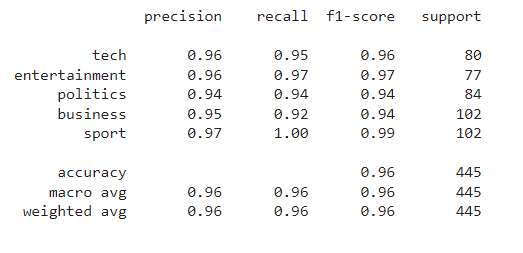 precision recall f1-score support
tech 0.96 0.95 0.96 80
entertainment 0.96 0.97 0.97 77
politics 0.94 0.94 0.94 84
business 0.95 0.92 0.94 102
sport 0.97 1.00 0.99 102
accuracy 0.96 445
macro avg 0.96 0.96 0.96 445
weighted avg 0.96 0.96 0.96 445